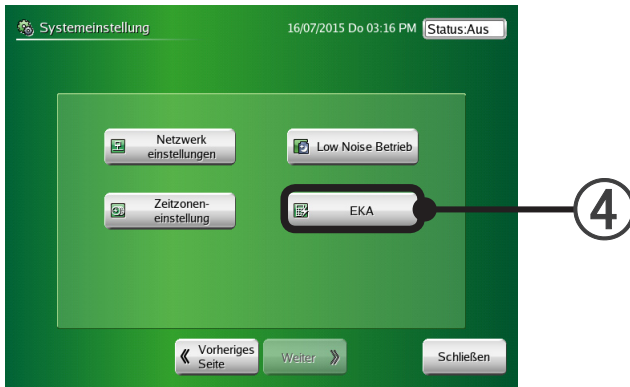 Systemeinstellung
16/07/2015 Do 03:16 PM
Status:Aus
Netzwerk
einstellungen
Low Noise Betrieb
Zeitzonen-
einstellung
EKA
4
Vorheriges
Seite
Weiter
Schließen